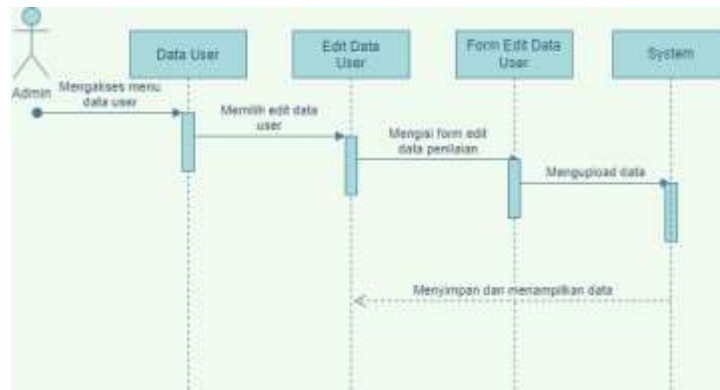 Data User
Edit Data
User
Form Edit Data
User
System
Admin
Mengakses menu
data user
Memilih edit data
user
Mengisi form edit
data penilaian
Mengupload data
Menyimpan dan menampilkan data